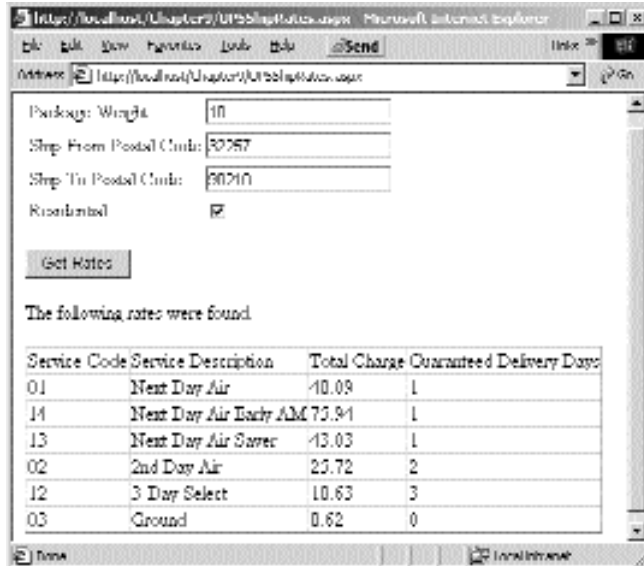 http://localhost/Chapter9/UPSShipRates.aspx - Microsoft Internet Explorer
File Edit View Favorites Tools Help Send Links »
Address http://localhost/Chapter9/UPSShipRates.aspx Go
Package Weight 10
Ship From Postal Code 32257
Ship To Postal Code 90210
Residential
Get Rates
The following rates were found.
Service Code Service Description Total Charge Guaranteed Delivery Days
01 Next Day Air 1
14 Next Day Air Early AM 75.94 1
13 Next Day Air Saver 1
02 2nd Day Air 25.72 2
12 3 Day Select 3
03 Ground 0
Done Local intranet